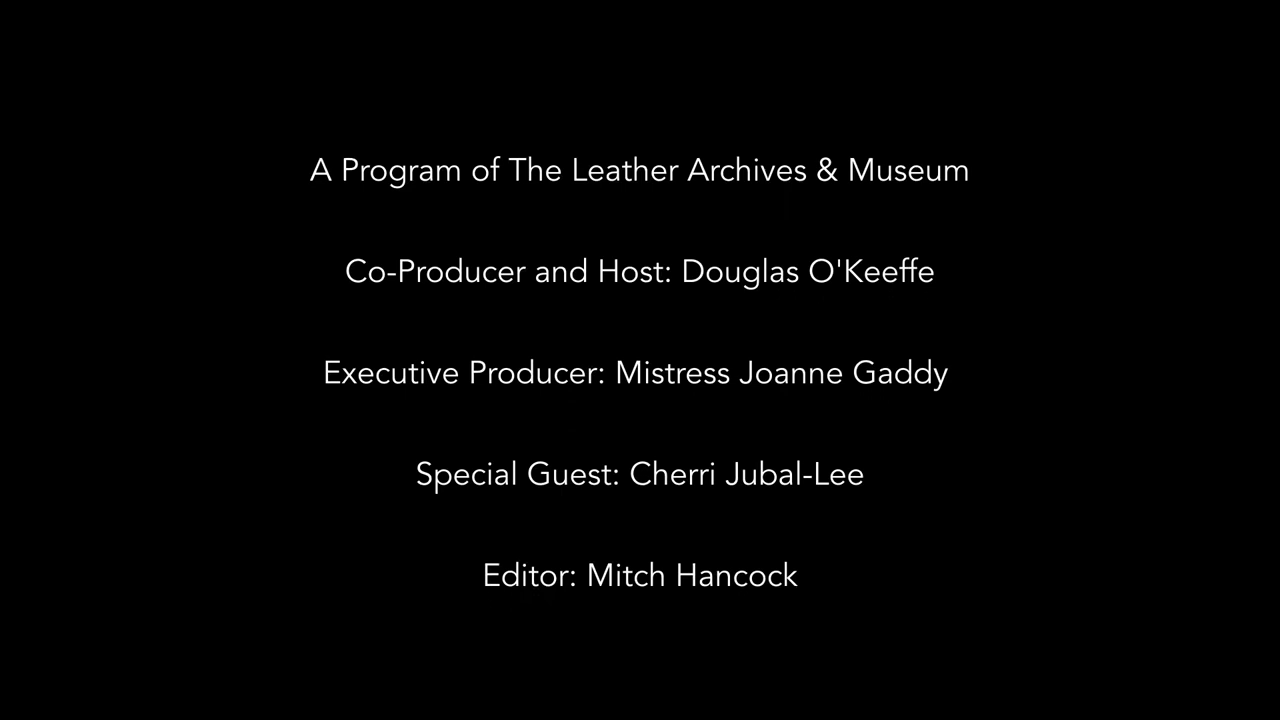 A Program of The Leather Archives & Museum
Co-Producer and Host: Douglas O'Keeffe
Executive Producer: Mistress Joanne Gaddy
Special Guest: Cherri Jubal-Lee
Editor: Mitch Hancock